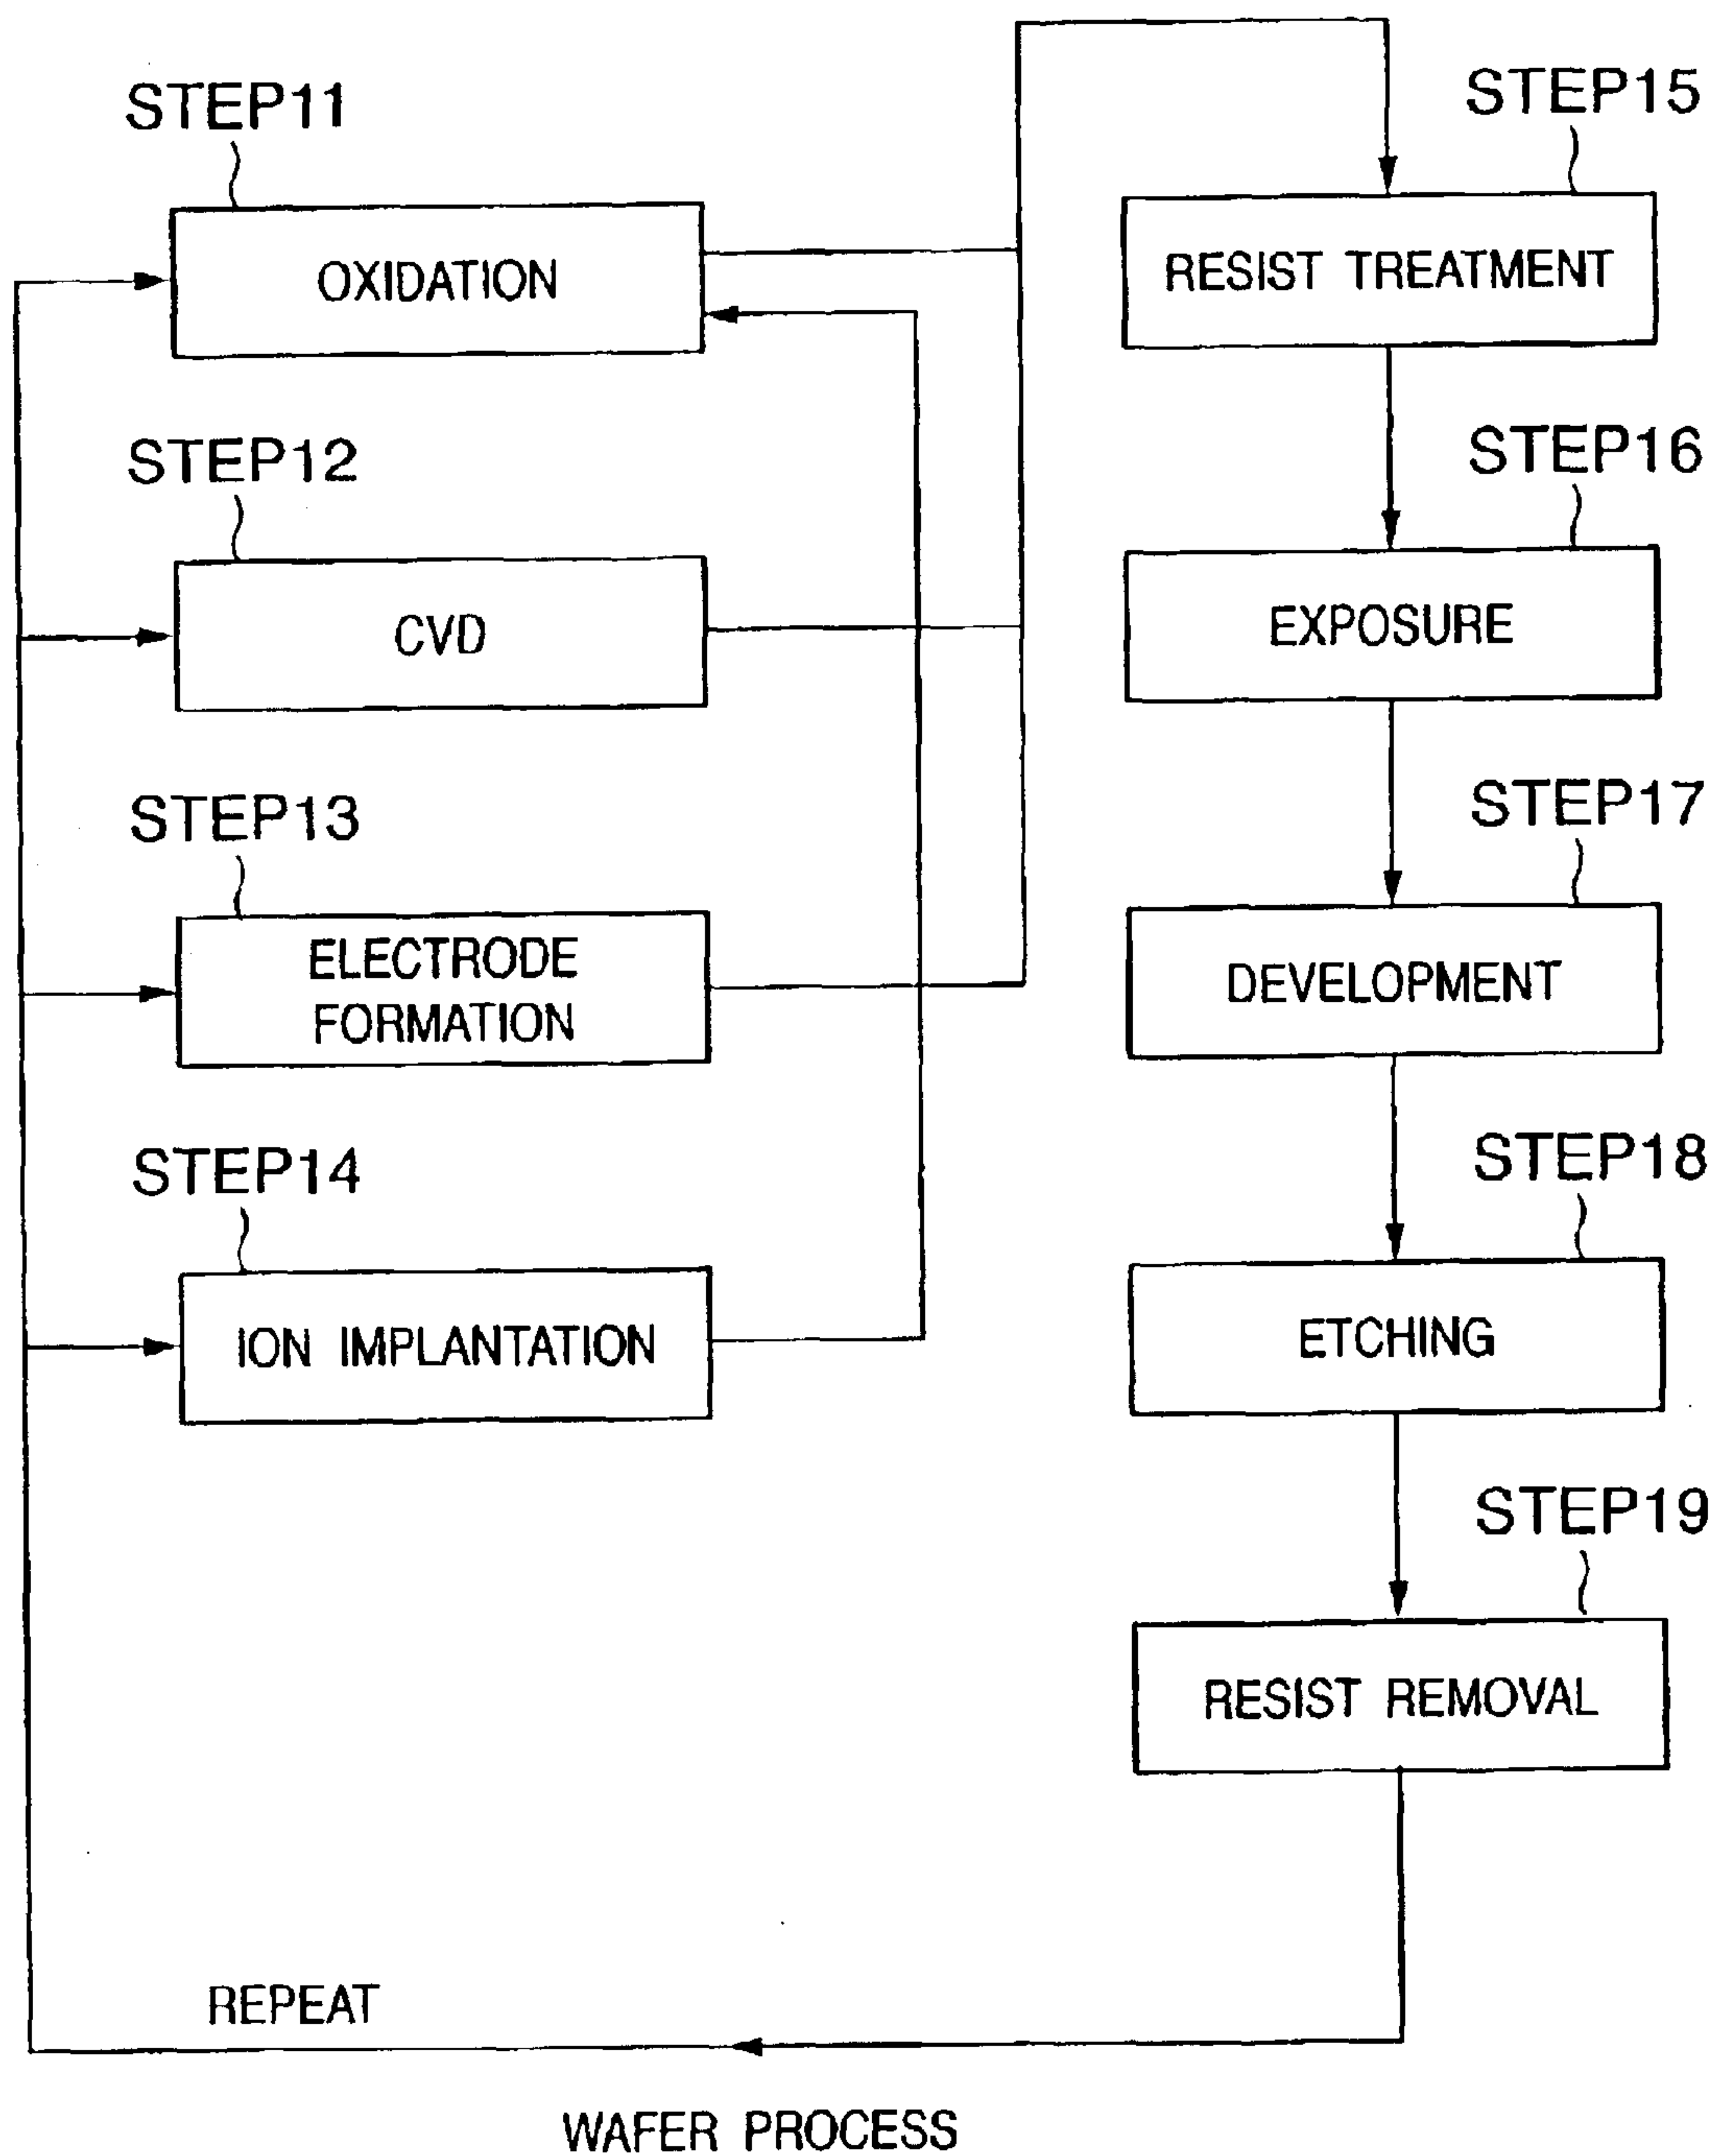 STEP11
OXIDATION
STEP12
CVD
STEP13
ELECTRODE
FORMATION
STEP14
ION IMPLANTATION
STEP15
RESIST TREATMENT
STEP16
EXPOSURE
STEP17
DEVELOPMENT
STEP18
ETCHING
STEP19
RESIST REMOVAL
REPEAT
WAFER PROCESS